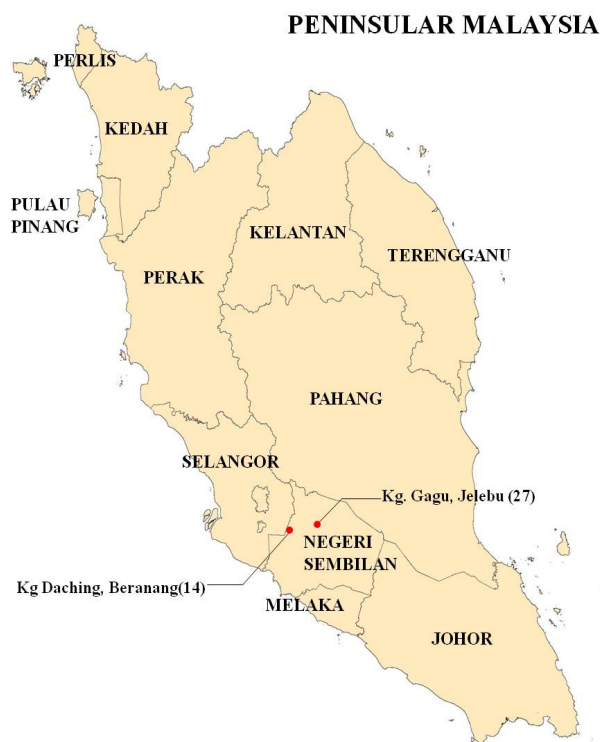 PENINSULAR MALAYSIA
PERLIS
KEDAH
PULAU
PINANG
KELANTAN
TERENGGANU
PERAK
PAHANG
SELANGOR
Kg. Gagu, Jelebu (27)
NEGERI
SEMBILAN
Kg Daching, Beranang(14)
MELAKA
JOHOR